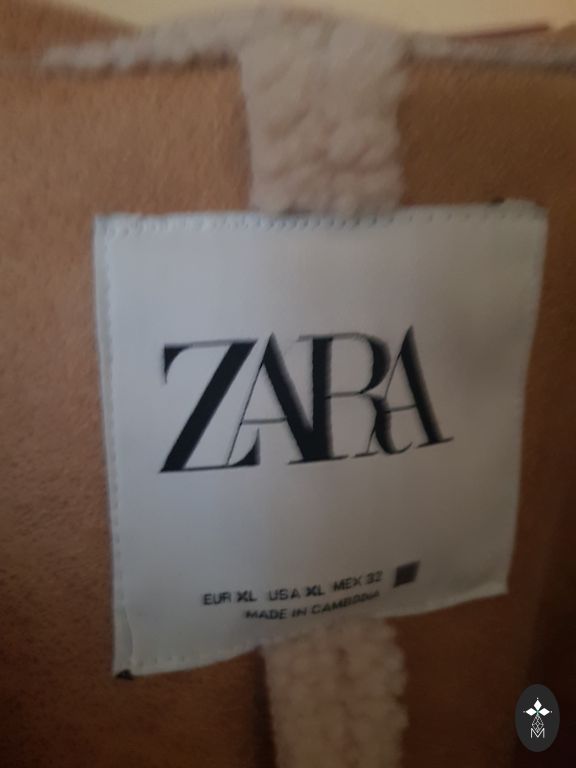 ZARA
EUR XL USA XL MEX 32
MADE IN CAMBODIA